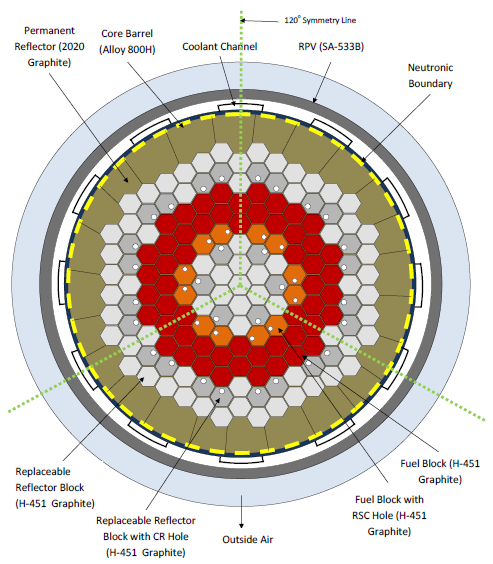 120° Symmetry Line
Permanent
Reflector (2020
Graphite)
Core Barrel
(Alloy 800H)
Coolant Channel
RPV (SA-533B)
Neutronic
Boundary
Replaceable
Reflector Block
(H-451 Graphite)
Replaceable Reflector
Block with CR Hole
(H-451 Graphite)
Outside Air
Fuel Block with
RSC Hole (H-451
Graphite)
Fuel Block (H-451
Graphite)